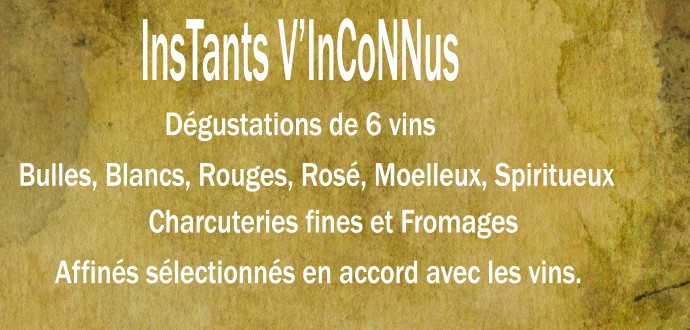 InsTants V'InCoNNus
Dégustations de 6 vins
Bulles, Blancs, Rouges, Rosé, Moelleux, Spiritueux
Charcuteries fines et Fromages
Affinés sélectionnés en accord avec les vins.